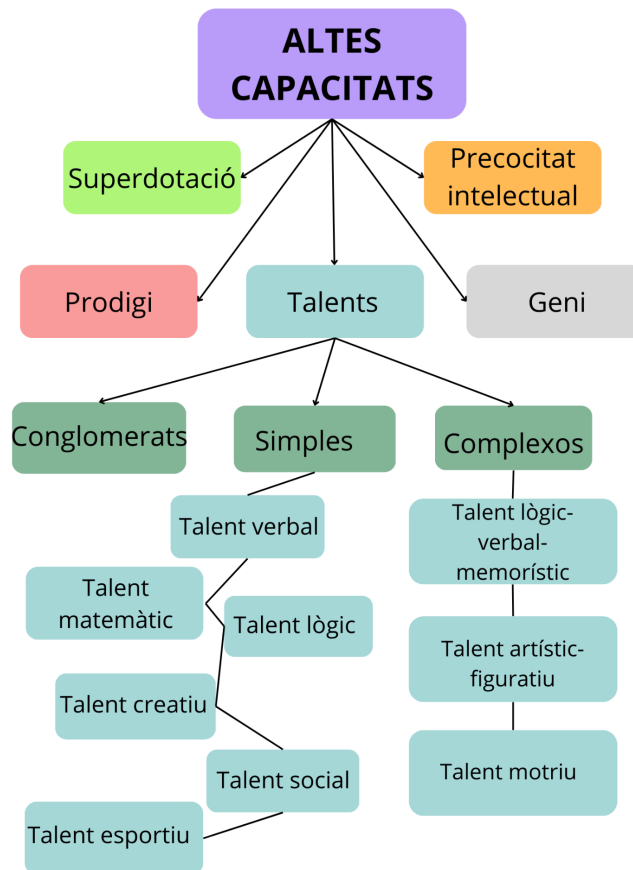 ALTES
CAPACITATS
Superdotació
Precocitat
intelectual
Prodigi
Talents
Geni
Conglomerats
Simples
Complexos
Talent verbal
Talent
matemàtic
Talent lògic
Talent creatiu
Talent social
Talent esportiu
Talent lògic-
verbal-
memorístic
Talent artístic-
figuratiu
Talent motriu